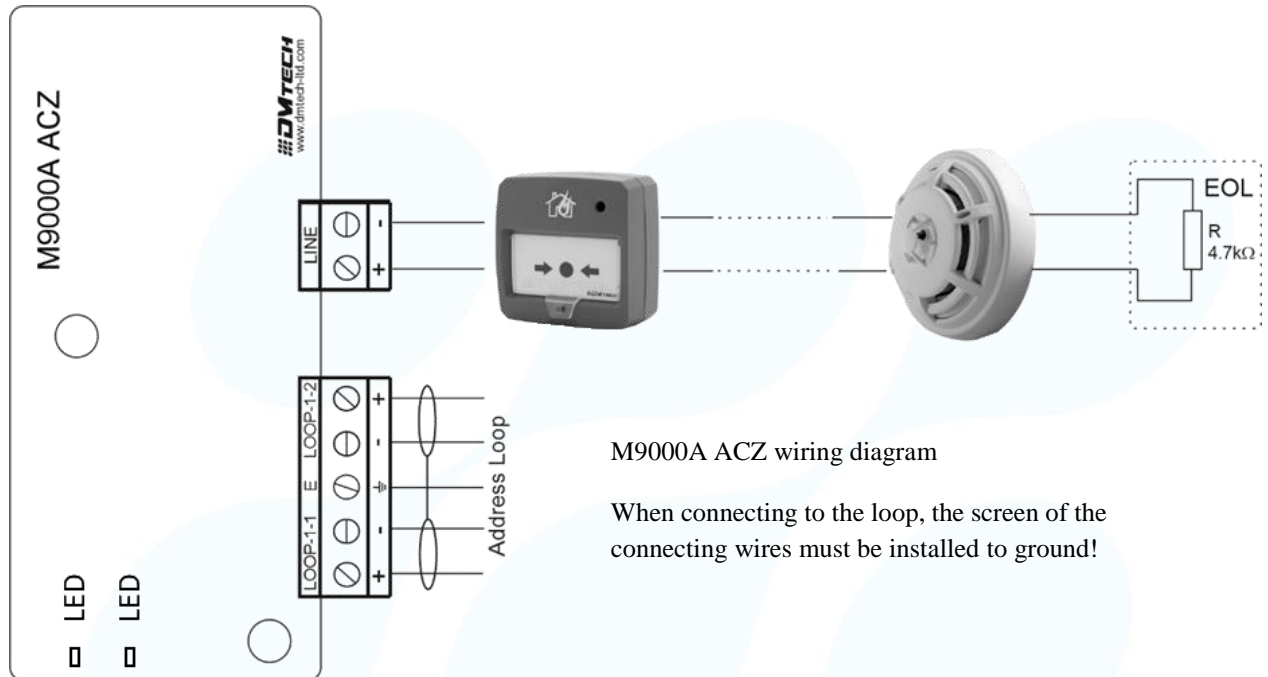 M9000A ACZ
DMTECH
www.dmtech-ltd.com
LINE
-
+
EOL
R
4.7kΩ
LOOP-1-2
E
LOOP-1-1
+
-
-
+
Address Loop
LED
LED
M9000A ACZ wiring diagram
When connecting to the loop, the screen of the
connecting wires must be installed to ground!